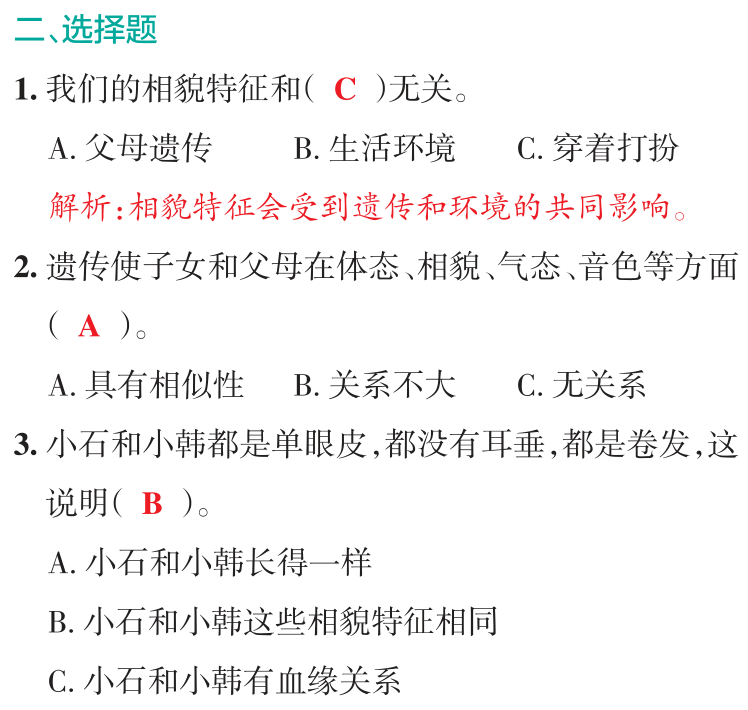 二、选择题
1. 我们的相貌特征和( C )无关。
A. 父母遗传 B. 生活环境 C. 穿着打扮
解析:相貌特征会受到遗传和环境的共同影响。
2. 遗传使子女和父母在体态、相貌、气态、音色等方面
( A )。
A. 具有相似性 B. 关系不大 C. 无关系
3. 小石和小韩都是单眼皮,都没有耳垂,都是卷发,这
说明( B )。
A. 小石和小韩长得一样
B. 小石和小韩这些相貌特征相同
C. 小石和小韩有血缘关系